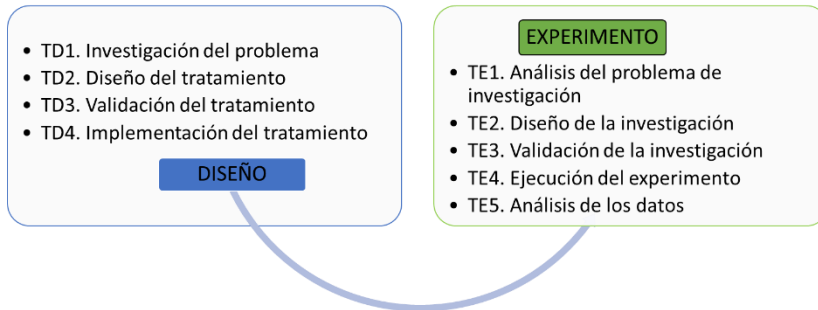 • TD1. Investigación del problema
• TD2. Diseño del tratamiento
• TD3. Validación del tratamiento
• TD4. Implementación del tratamiento
DISEÑO
EXPERIMENTO
• TE1. Análisis del problema de
investigación
• TE2. Diseño de la investigación
• TE3. Validación de la investigación
• TE4. Ejecución del experimento
• TE5. Análisis de los datos